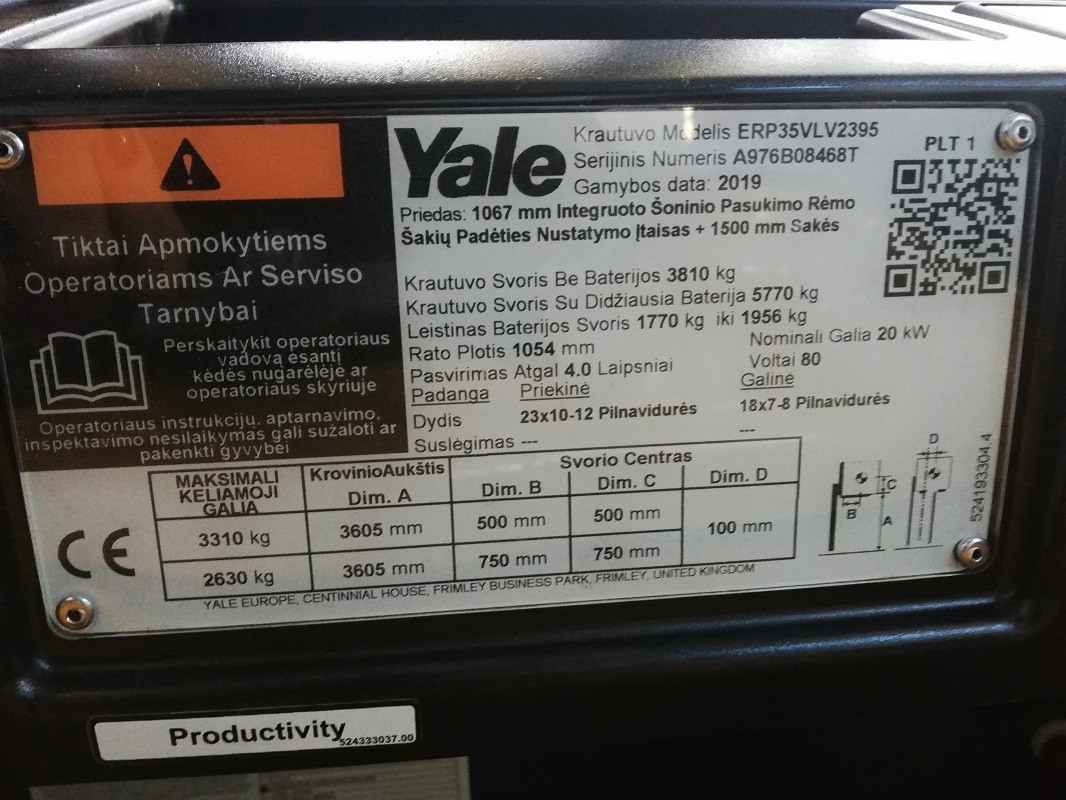 Tiktai Apmokytiems
Operatoriams Ar Serviso
Tarnybai
Perskaitykit operatoriaus
vadovą esantį
kėdės nugarėlėje ar
operatoriaus skyriuje
Operatoriaus instrukcijų, aptarnavimo,
inspektavimo nesilaikymas gali sužaloti ar
pakenkti gyvybei
Yale
Krautuvo Modelis ERP35VLV2395
Serijinis Numeris A976B08468T
Gamybos data: 2019
PLT 1
Priedas: 1067 mm Integruoto Šoninio Pasukimo Rėmo
Šakių Padėties Nustatymo Įtaisas + 1500 mm Sakės
Krautuvo Svoris Be Baterijos 3810 kg
Krautuvo Svoris Su Didžiausia Baterija 5770 kg
Leistinas Baterijos Svoris 1770 kg iki 1956 kg
Rato Plotis 1054 mm Nominali Galia 20 kW
Pasvirimas Atgal 4.0 Laipsniai Voltai 80
Padanga Priekinė Galinė
Dydis 23x10-12 Pilnavidurės 18x7-8 Pilnavidurės
Suslėgimas --- ---
MAKSIMALI KELIAMOJI GALIA KrovinioAukštis Svorio Centras
Dim. A Dim. B Dim. C Dim. D
3310 kg 3605 mm 500 mm 500 mm 100 mm
2630 kg 3605 mm 750 mm 750 mm
B C A D
524193304.4
CE
YALE EUROPE, CENTINNIAL HOUSE, FRIMLEY BUSINESS PARK, FRIMLEY, UNITED KINGDOM
Productivity
524333037.00